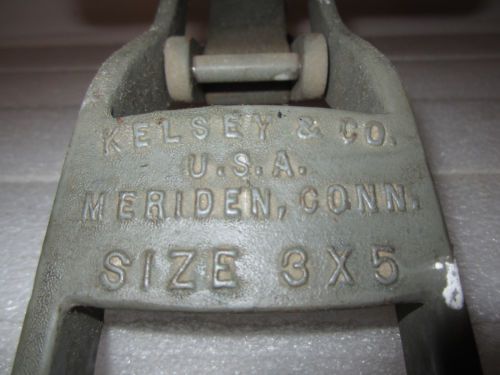 KELSEY & CO.
U.S.A.
MERIDEN, CONN.
SIZE 3X5